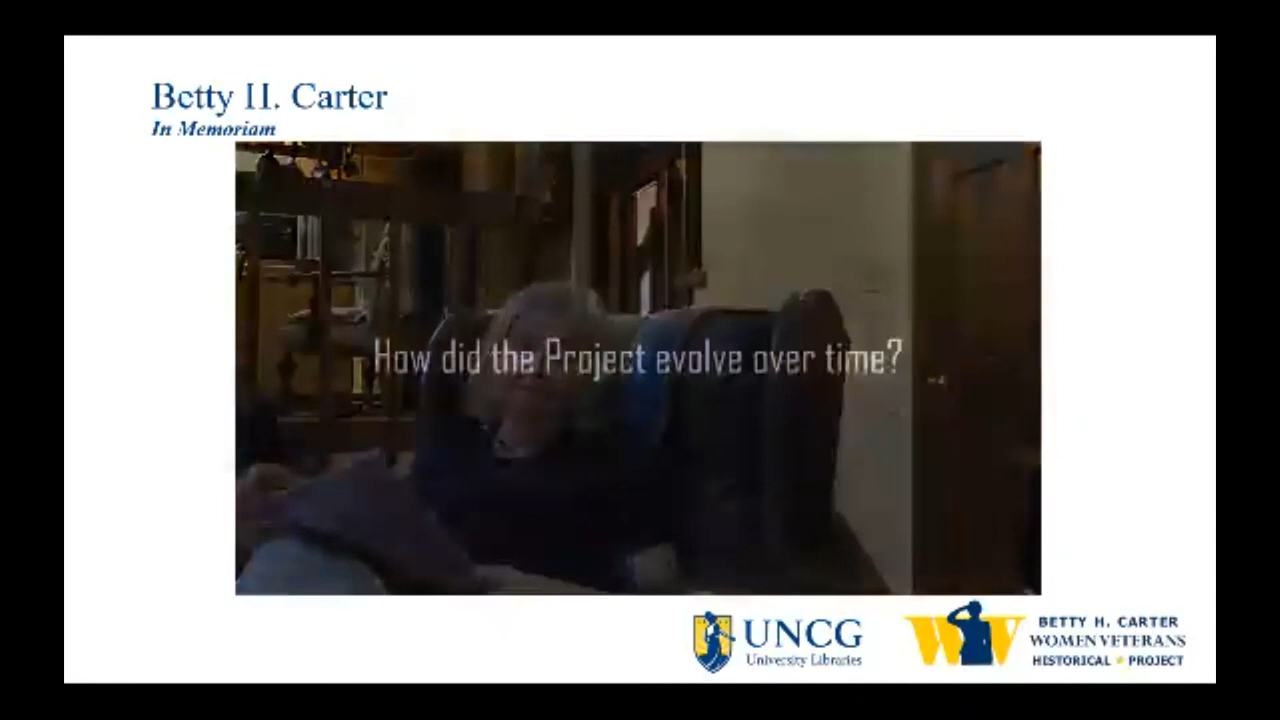 Betty H. Carter
In Memoriam
How did the Project evolve over time?
UNCG
University Libraries
WV
BETTY H. CARTER
WOMEN VETERANS
HISTORICAL ★ PROJECT